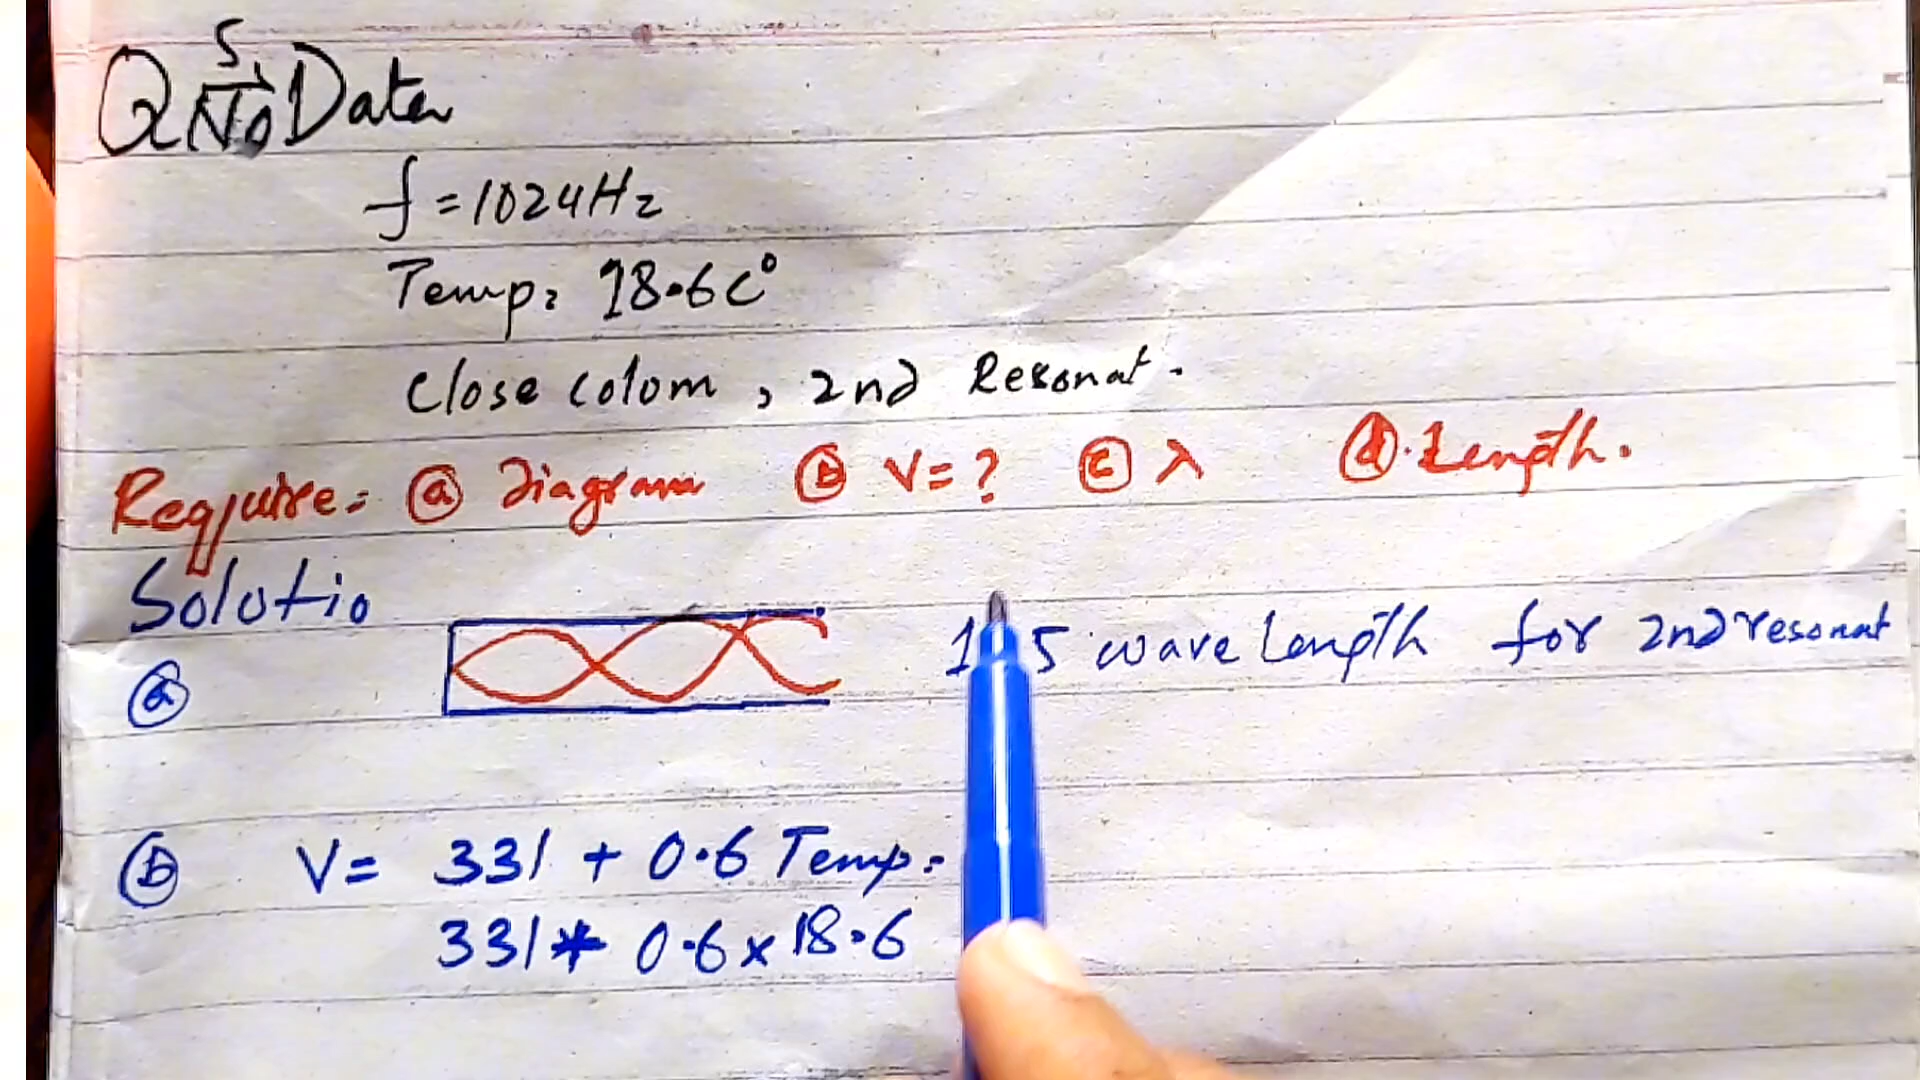 Q No 5, Data
f = 1024Hz
Temp: 18.6 C°
Close colom, 2nd Resonat.
Require: (a) diagram (b) V = ? (c) λ (d). Length.
Solutio
(a) 1 5 wave length for 2nd resonat
(b) V = 331 + 0.6 Temp:
331 * 0.6 x 18.6